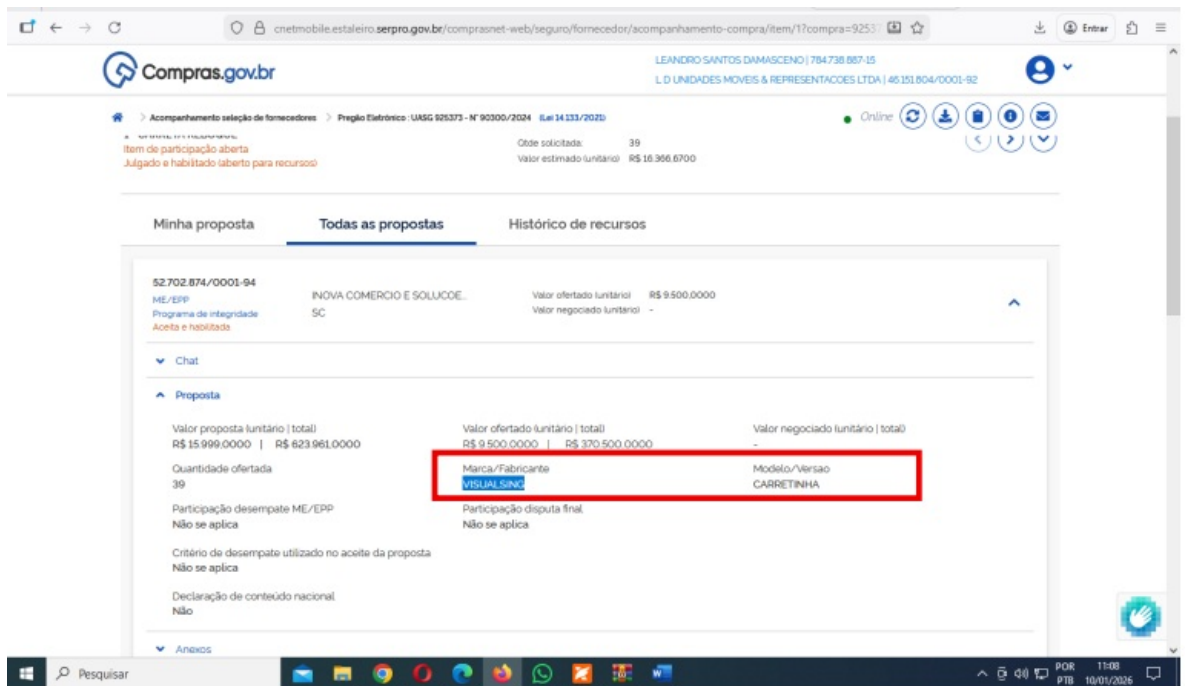 Entrar
cnetmobile.estaleiro.serpro.gov.br/comprasnet-web/seguro/fornecedor/acompanhamento-compra/item/1?compra=9253
Compras.gov.br
LEANDRO SANTOS DAMASCENO | 784.738.887-15
L D UNIDADES MOVEIS & REPRESENTACOES LTDA | 46.151.804/0001-92
Acompanhamento seleção de fornecedores > Pregão Eletrônico : UASG 925373 - N° 90300/2024 (Lei 14.133/2021)
Online
1 CARRETA REBOQUE
Item de participação aberta
Qtde solicitada: 39
Julgado e habilitado (aberto para recursos)
Valor estimado (unitário) R$ 16.366,6700
Minha proposta Todas as propostas Histórico de recursos
52.702.874/0001-94
ME/EPP
INOVA COMERCIO E SOLUCOE...
Valor ofertado (unitário) R$ 9.500,0000
Programa de integridade
SC
Valor negociado (unitário) -
Aceita e habilitada
Chat
Proposta
Valor proposta (unitário | total) Valor ofertado (unitário | total) Valor negociado (unitário | total)
R$ 15.999,0000 | R$ 623.961,0000 R$ 9.500,0000 | R$ 370.500,0000 -
Quantidade ofertada Marca/Fabricante Modelo/Versao
39 VISUALSING CARRETINHA
Participação desempate ME/EPP Participação disputa final
Não se aplica Não se aplica
Critério de desempate utilizado no aceite da proposta
Não se aplica
Declaração de conteúdo nacional
Não
Anexos
Pesquisar
POR 11:08
PTB 10/01/2026